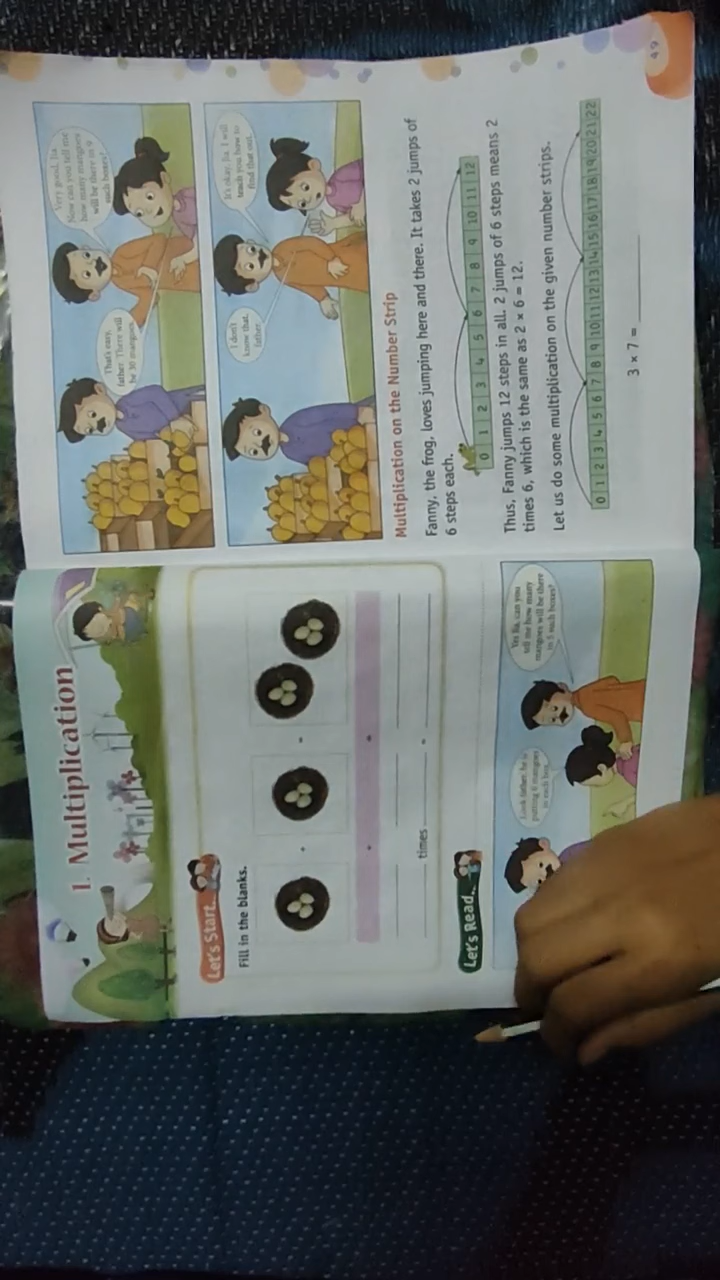 1. Multiplication
Let's Start..
Fill in the blanks.
+
=
+
=
times
=
Let's Read..
Look father, he is
putting 6 mangoes
in each box.
Yes Jia, can you
tell me how many
mangoes will be there
in 5 such boxes?
That's easy,
father. There will
be 30 mangoes.
Very good, Jia
Now can you tell me
how many mangoes
will be there in 9
such boxes?
I don't
know that,
father.
It's okay, Jia. I will
teach you how to
find that out.
Multiplication on the Number Strip
Fanny, the frog, loves jumping here and there. It takes 2 jumps of
6 steps each.
0 1 2 3 4 5 6 7 8 9 10 11 12
Thus, Fanny jumps 12 steps in all. 2 jumps of 6 steps means 2
times 6, which is the same as 2 × 6 = 12.
Let us do some multiplication on the given number strips.
0 1 2 3 4 5 6 7 8 9 10 11 12 13 14 15 16 17 18 19 20 21 22
3 × 7 =
49